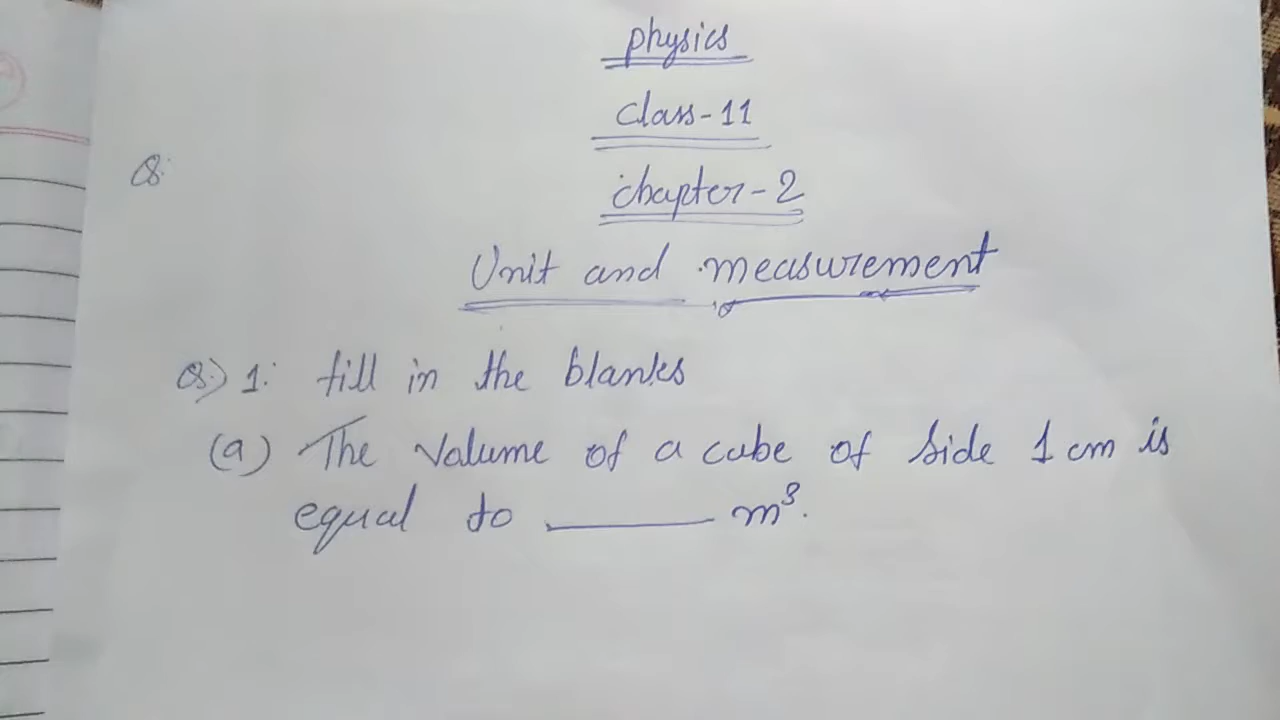 physics
Class-11
Q.
chapter-2
Unit and measurement
Q.) 1. fill in the blanks
(a) The Volume of a cube of side 1 cm is
equal to ______ m³.